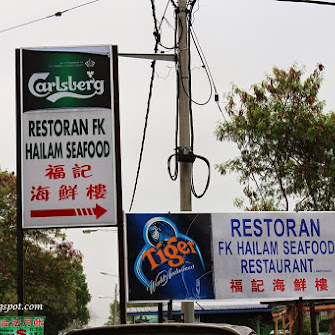 Carlsberg
RESTORAN FK
HAILAM SEAFOOD
福記
海鮮樓
Tiger
RESTORAN
FK HAILAM SEAFOOD
RESTAURANT
福記海鮮樓
spot.com